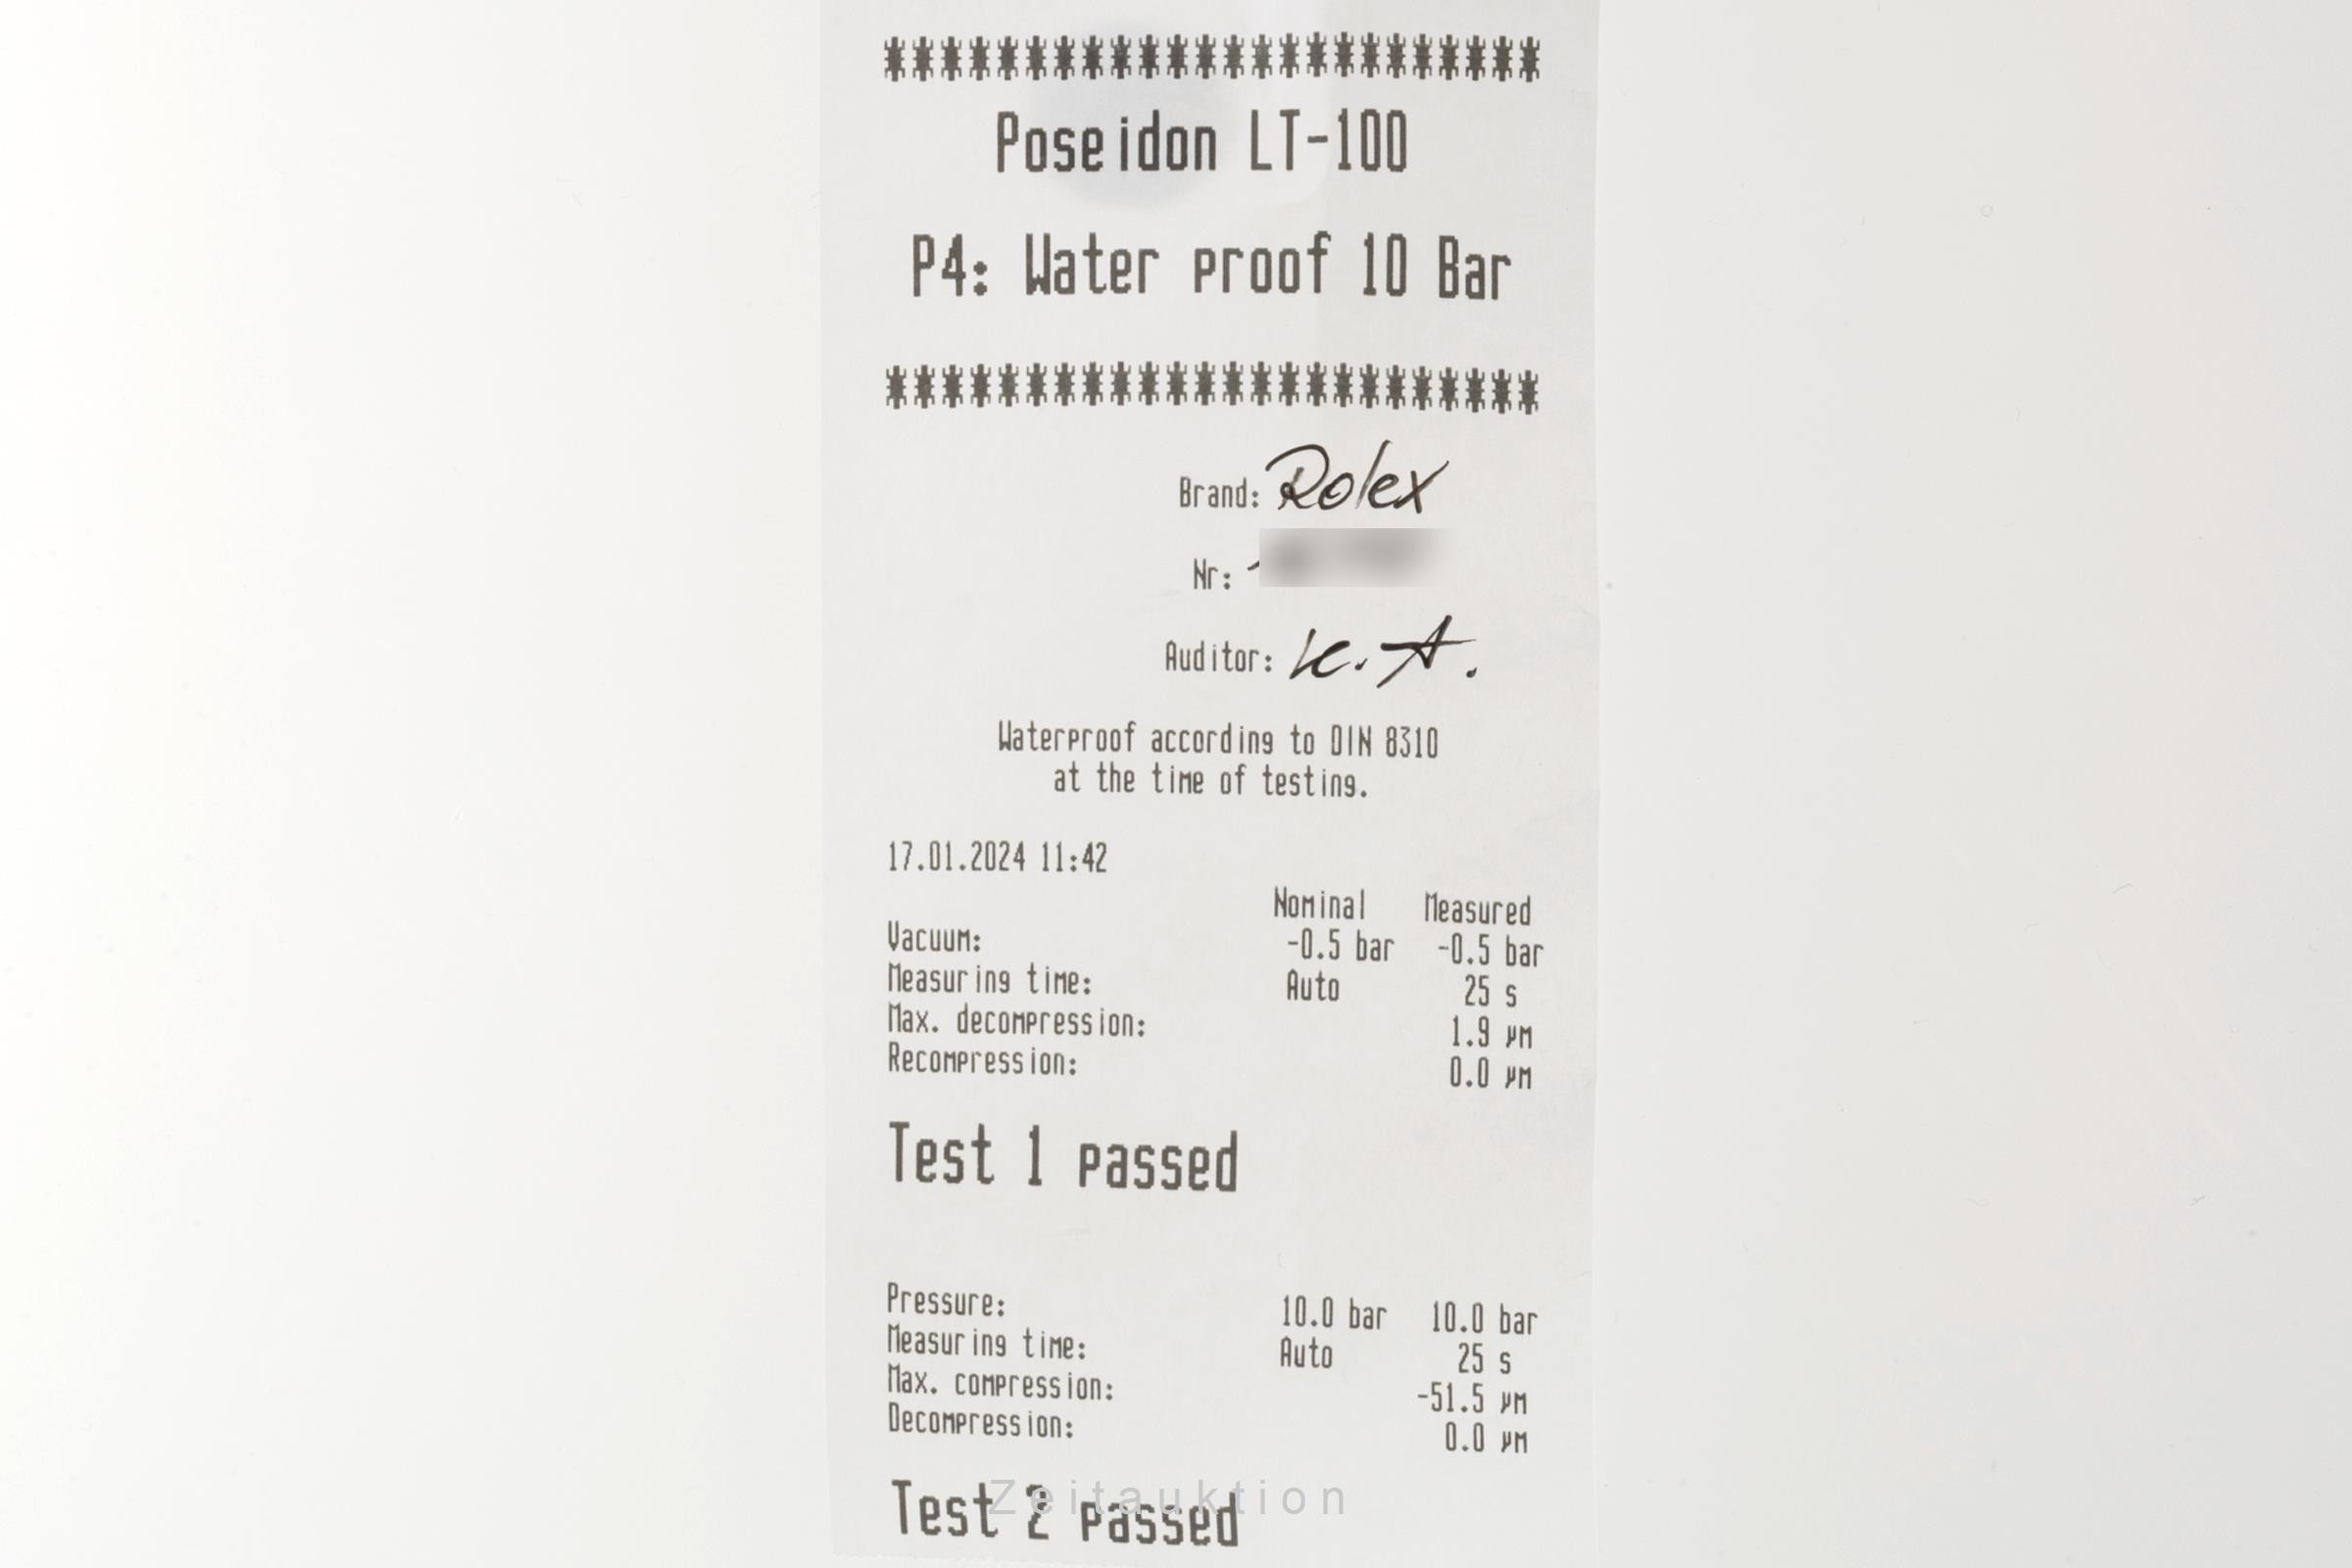 ************************
Poseidon LT-100
P4: Water proof 10 Bar
************************
Brand: Rolex
Nr:
Auditor: K. A.
Waterproof according to DIN 8310
at the time of testing.
17.01.2024 11:42
Nominal Measured
Vacuum: -0.5 bar -0.5 bar
Measuring time: Auto 25 s
Max. decompression: 1.9 µm
Recompression: 0.0 µm
Test 1 passed
Pressure: 10.0 bar 10.0 bar
Measuring time: Auto 25 s
Max. compression: -51.5 µm
Decompression: 0.0 µm
Test 2 passed
Zeitauktion